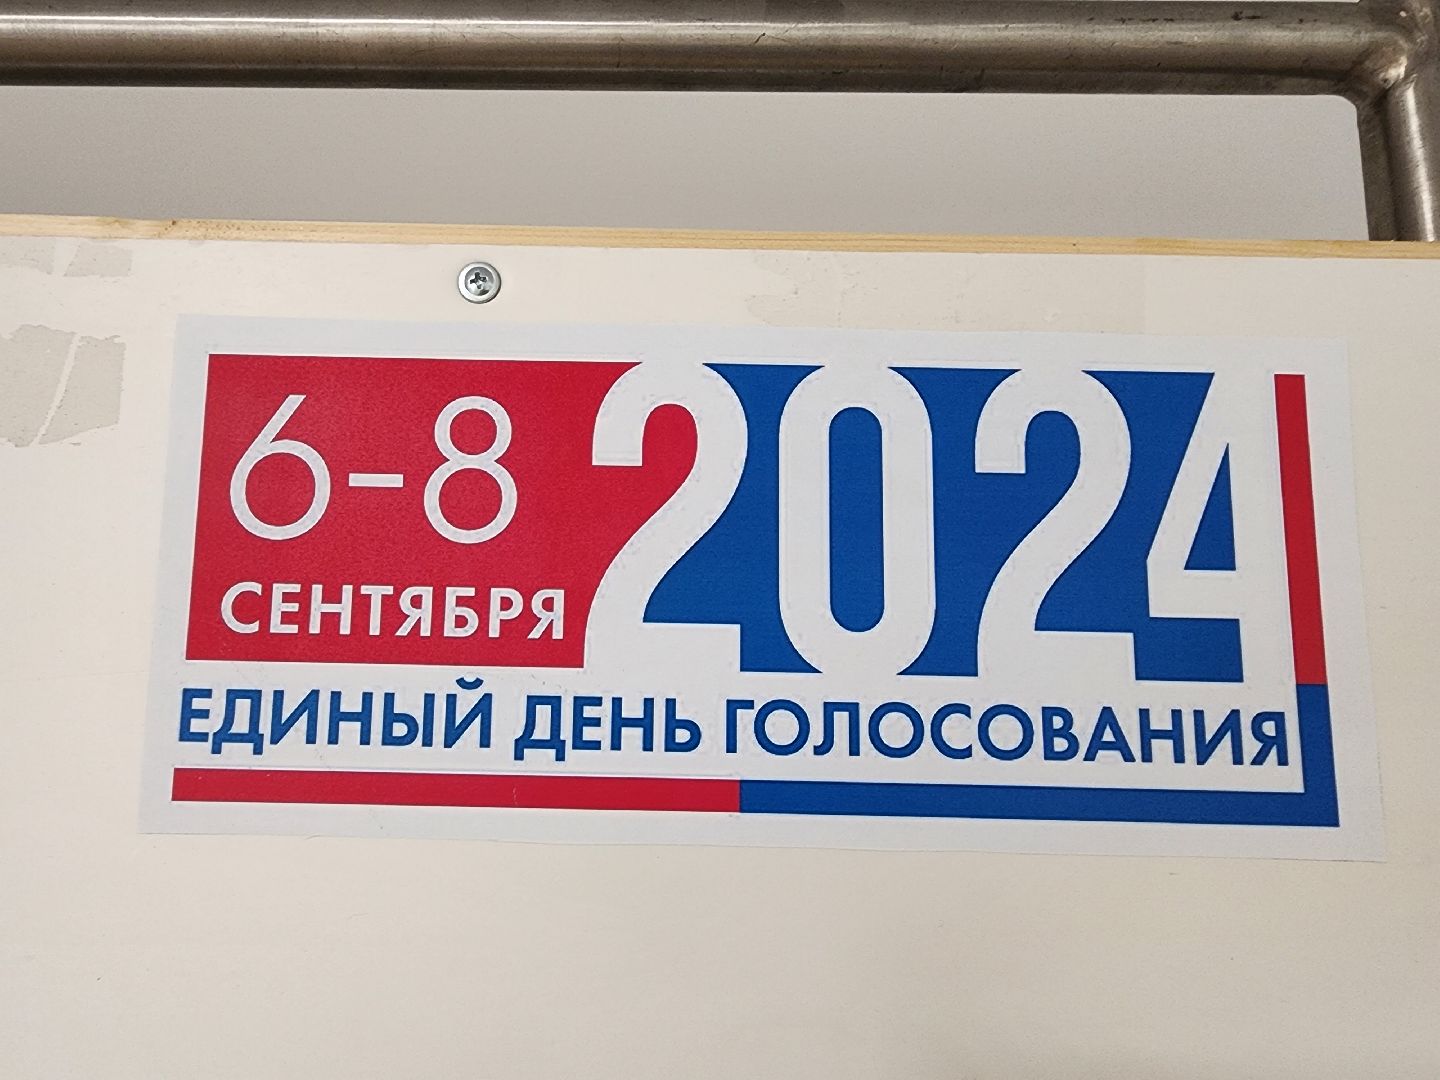 6-8 2024
СЕНТЯБРЯ
ЕДИНЫЙ ДЕНЬ ГОЛОСОВАНИЯ